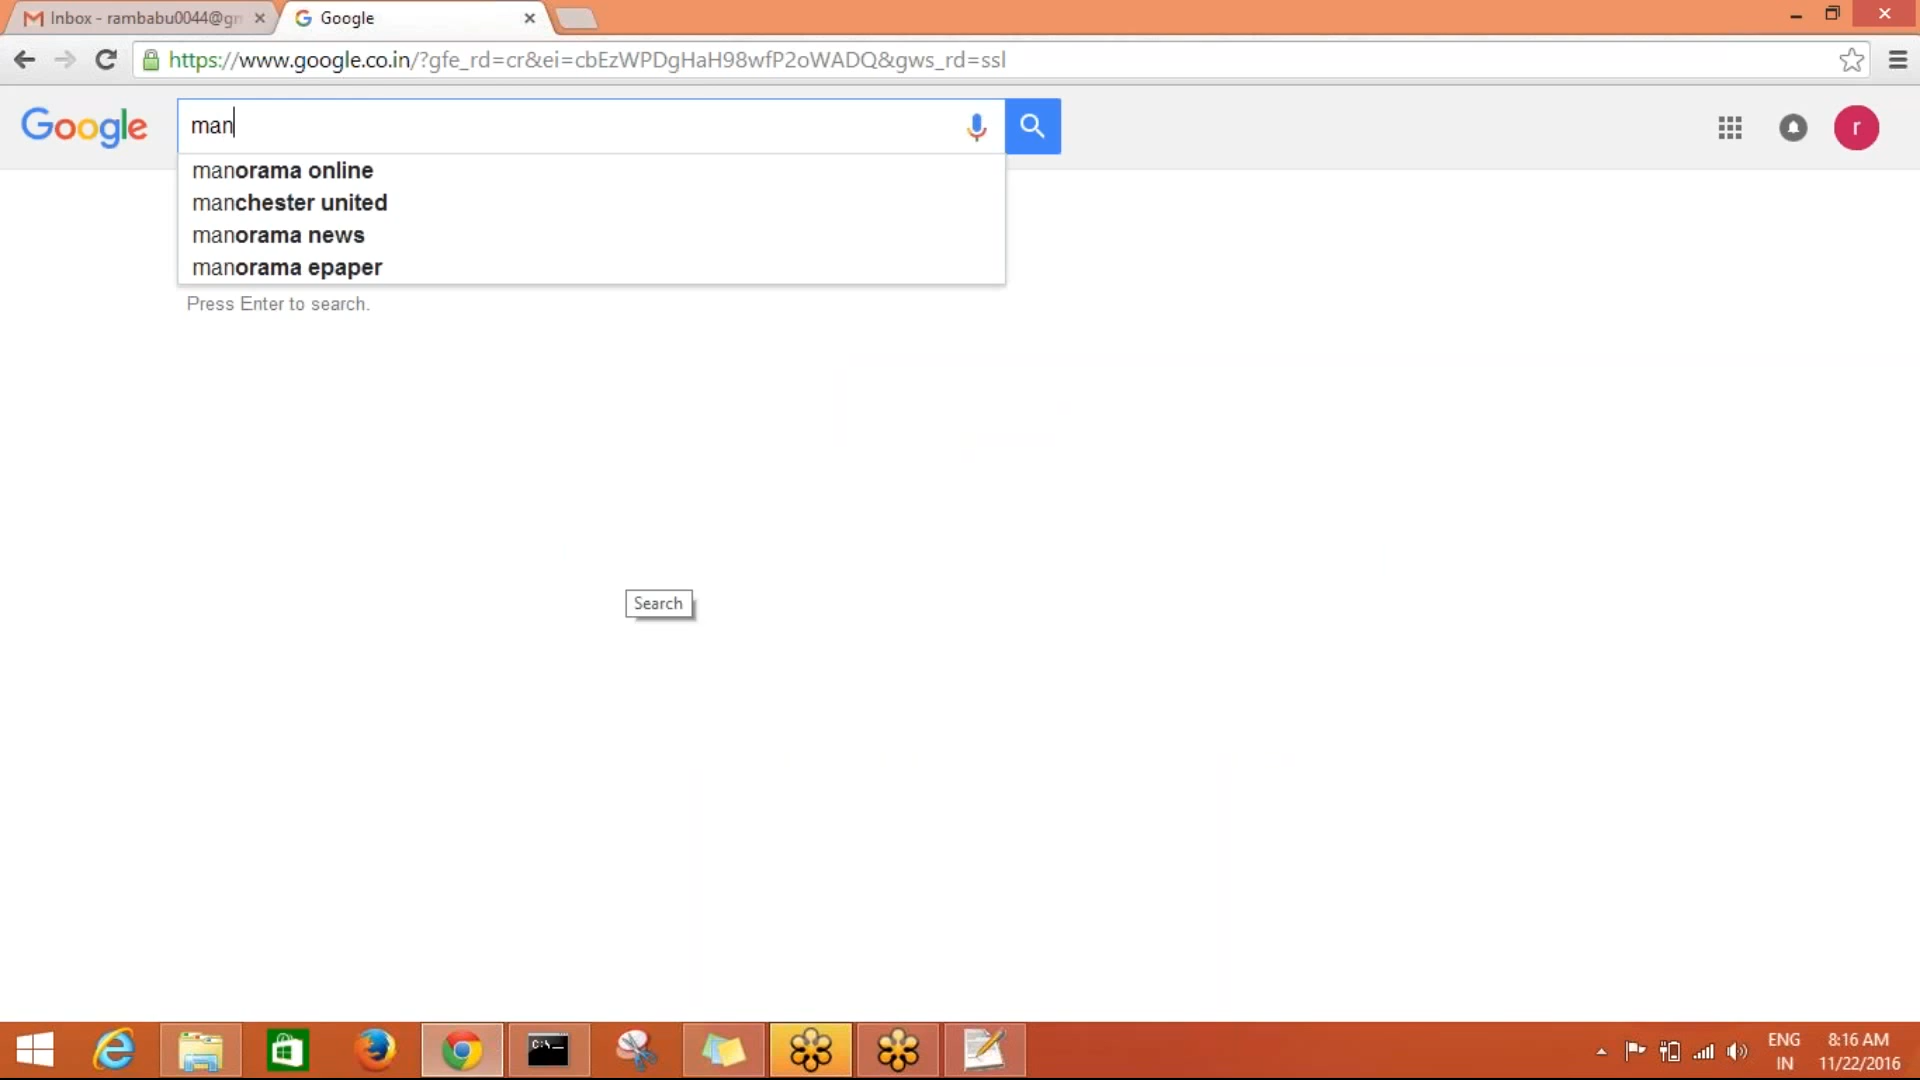 Inbox - rambabu0044@gm
Google
https://www.google.co.in/?gfe_rd=cr&ei=cbEzWPDgHaH98wfP2oWADQ&gws_rd=ssl
Google
man
r
manorama online
manchester united
manorama news
manorama epaper
Press Enter to search.
Search
C:\_
ENG
8:16 AM
IN
11/22/2016